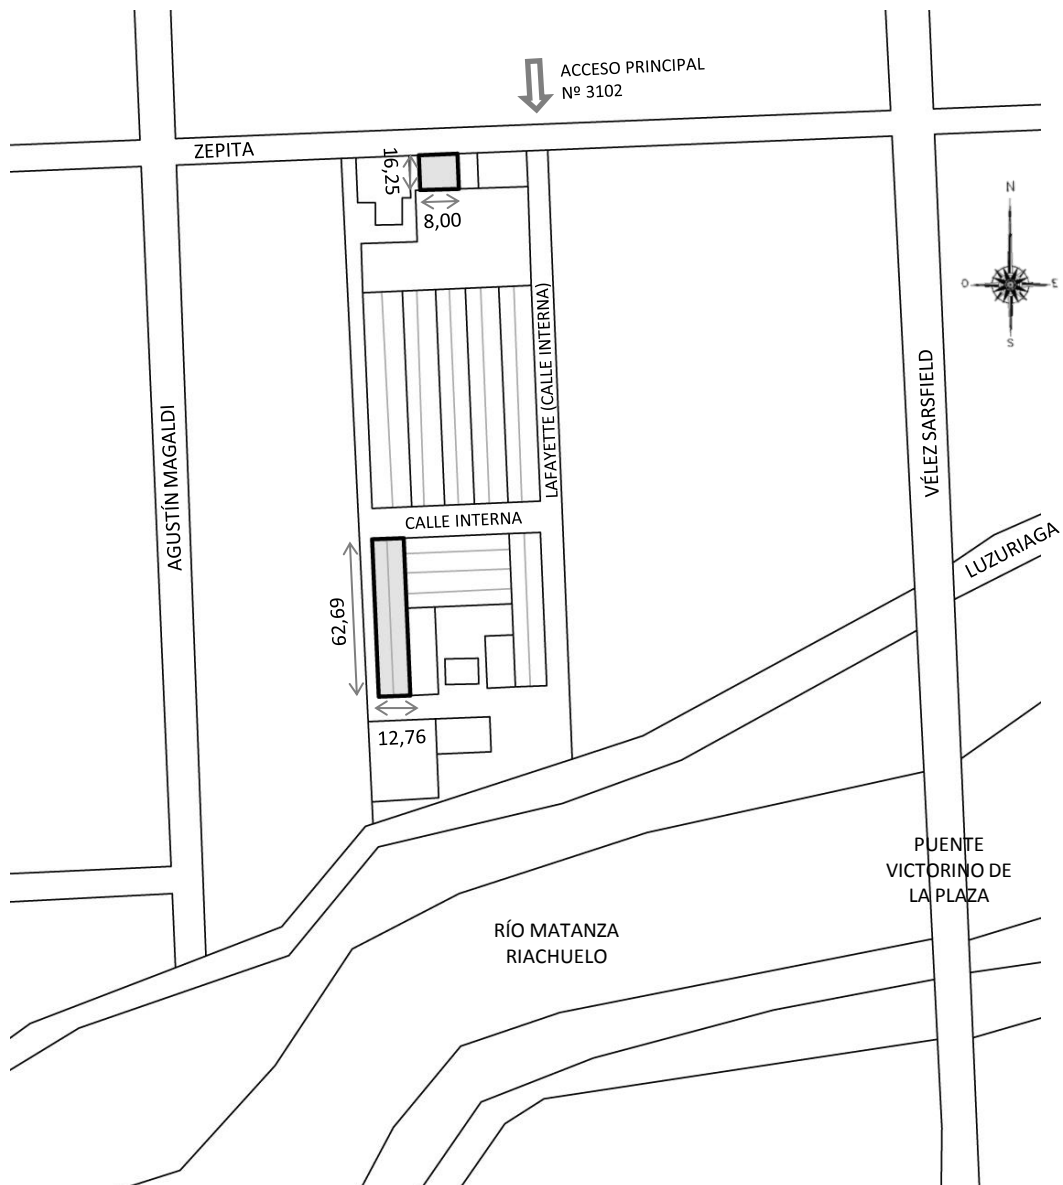 ACCESO PRINCIPAL
Nº 3102
ZEPITA
16,25
8,00
N
O
E
S
LAFAYETTE (CALLE INTERNA)
VÉLEZ SARSFIELD
AGUSTÍN MAGALDI
CALLE INTERNA
LUZURIAGA
62,69
12,76
PUENTE
VICTORINO DE
LA PLAZA
RÍO MATANZA
RIACHUELO